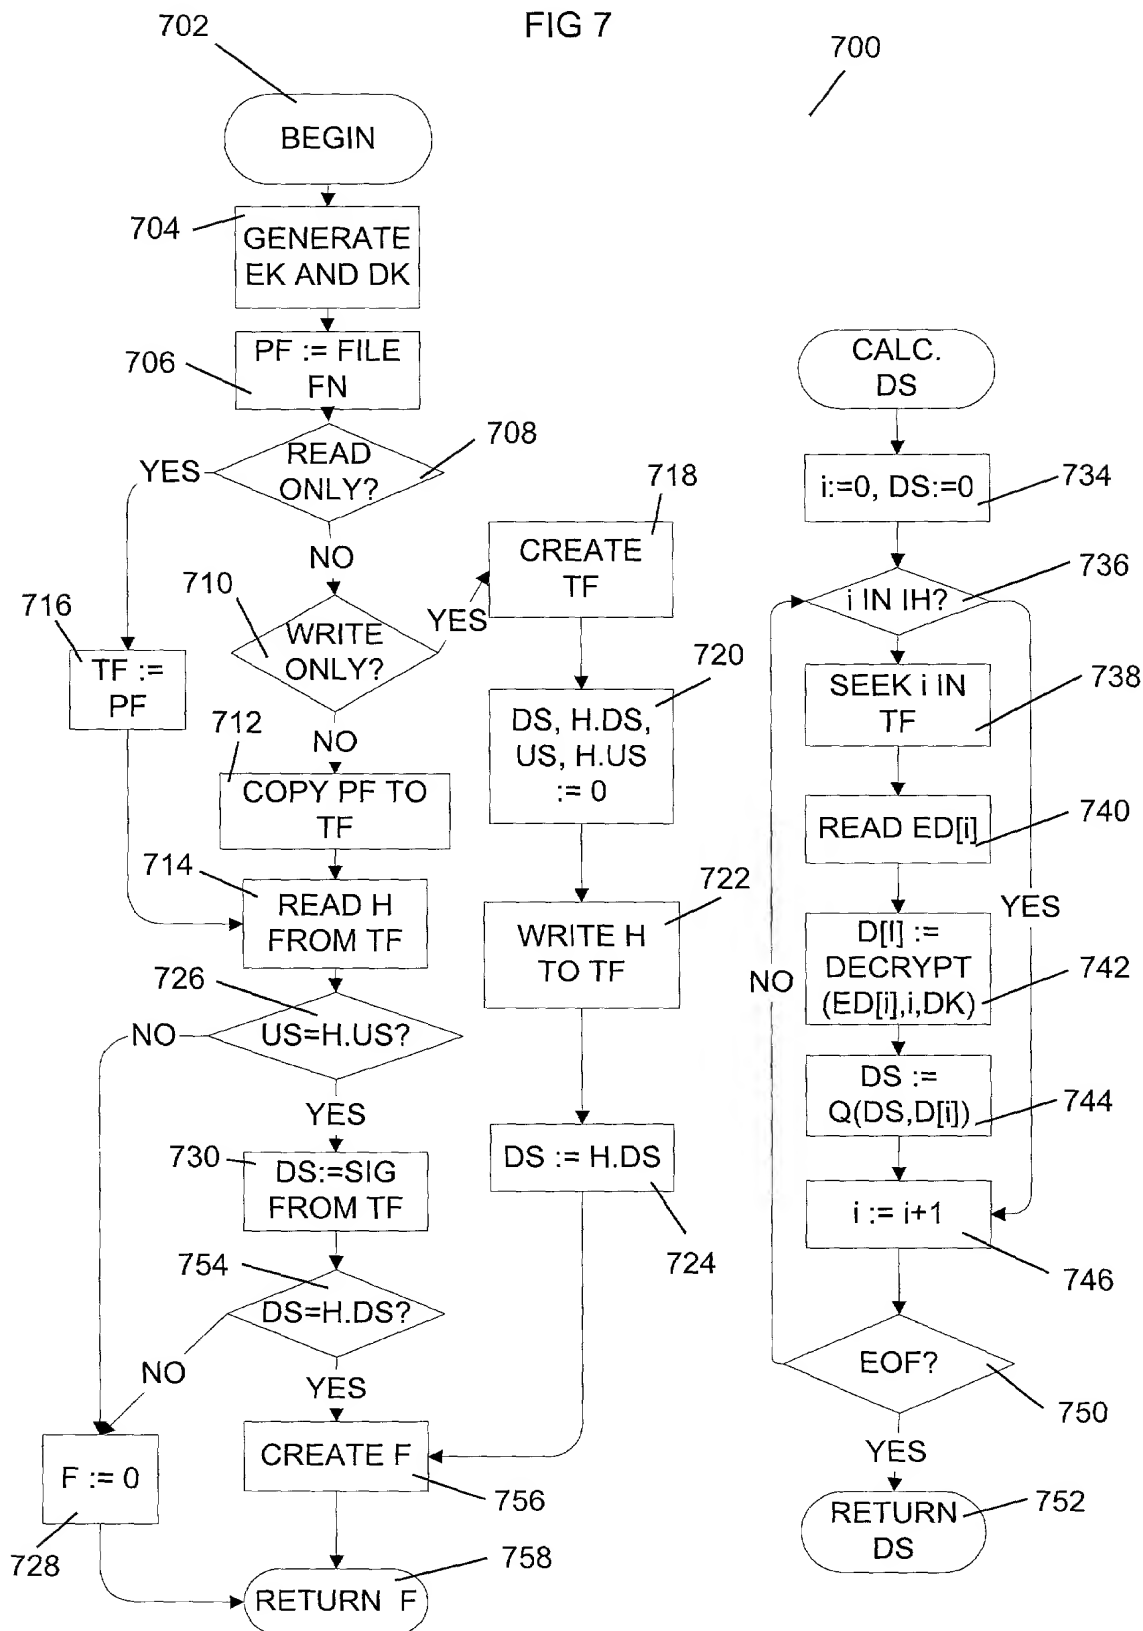 FIG 7
700
702
BEGIN
704
GENERATE
EK AND DK
706
PF := FILE
FN
708
READ
ONLY?
YES
NO
710
WRITE
ONLY?
YES
NO
716
TF :=
PF
712
COPY PF TO
TF
714
READ H
FROM TF
726
US=H.US?
NO
YES
730
DS:=SIG
FROM TF
754
DS=H.DS?
NO
YES
F := 0
728
CREATE F
756
758
RETURN F
718
CREATE
TF
720
DS, H.DS,
US, H.US
:= 0
722
WRITE H
TO TF
DS := H.DS
724
CALC.
DS
i:=0, DS:=0
734
i IN IH?
736
SEEK i IN
TF
738
READ ED[i]
740
YES
NO
D[I] :=
DECRYPT
(ED[i],i,DK)
742
DS :=
Q(DS,D[i])
744
i := i+1
746
EOF?
750
YES
RETURN
DS
752